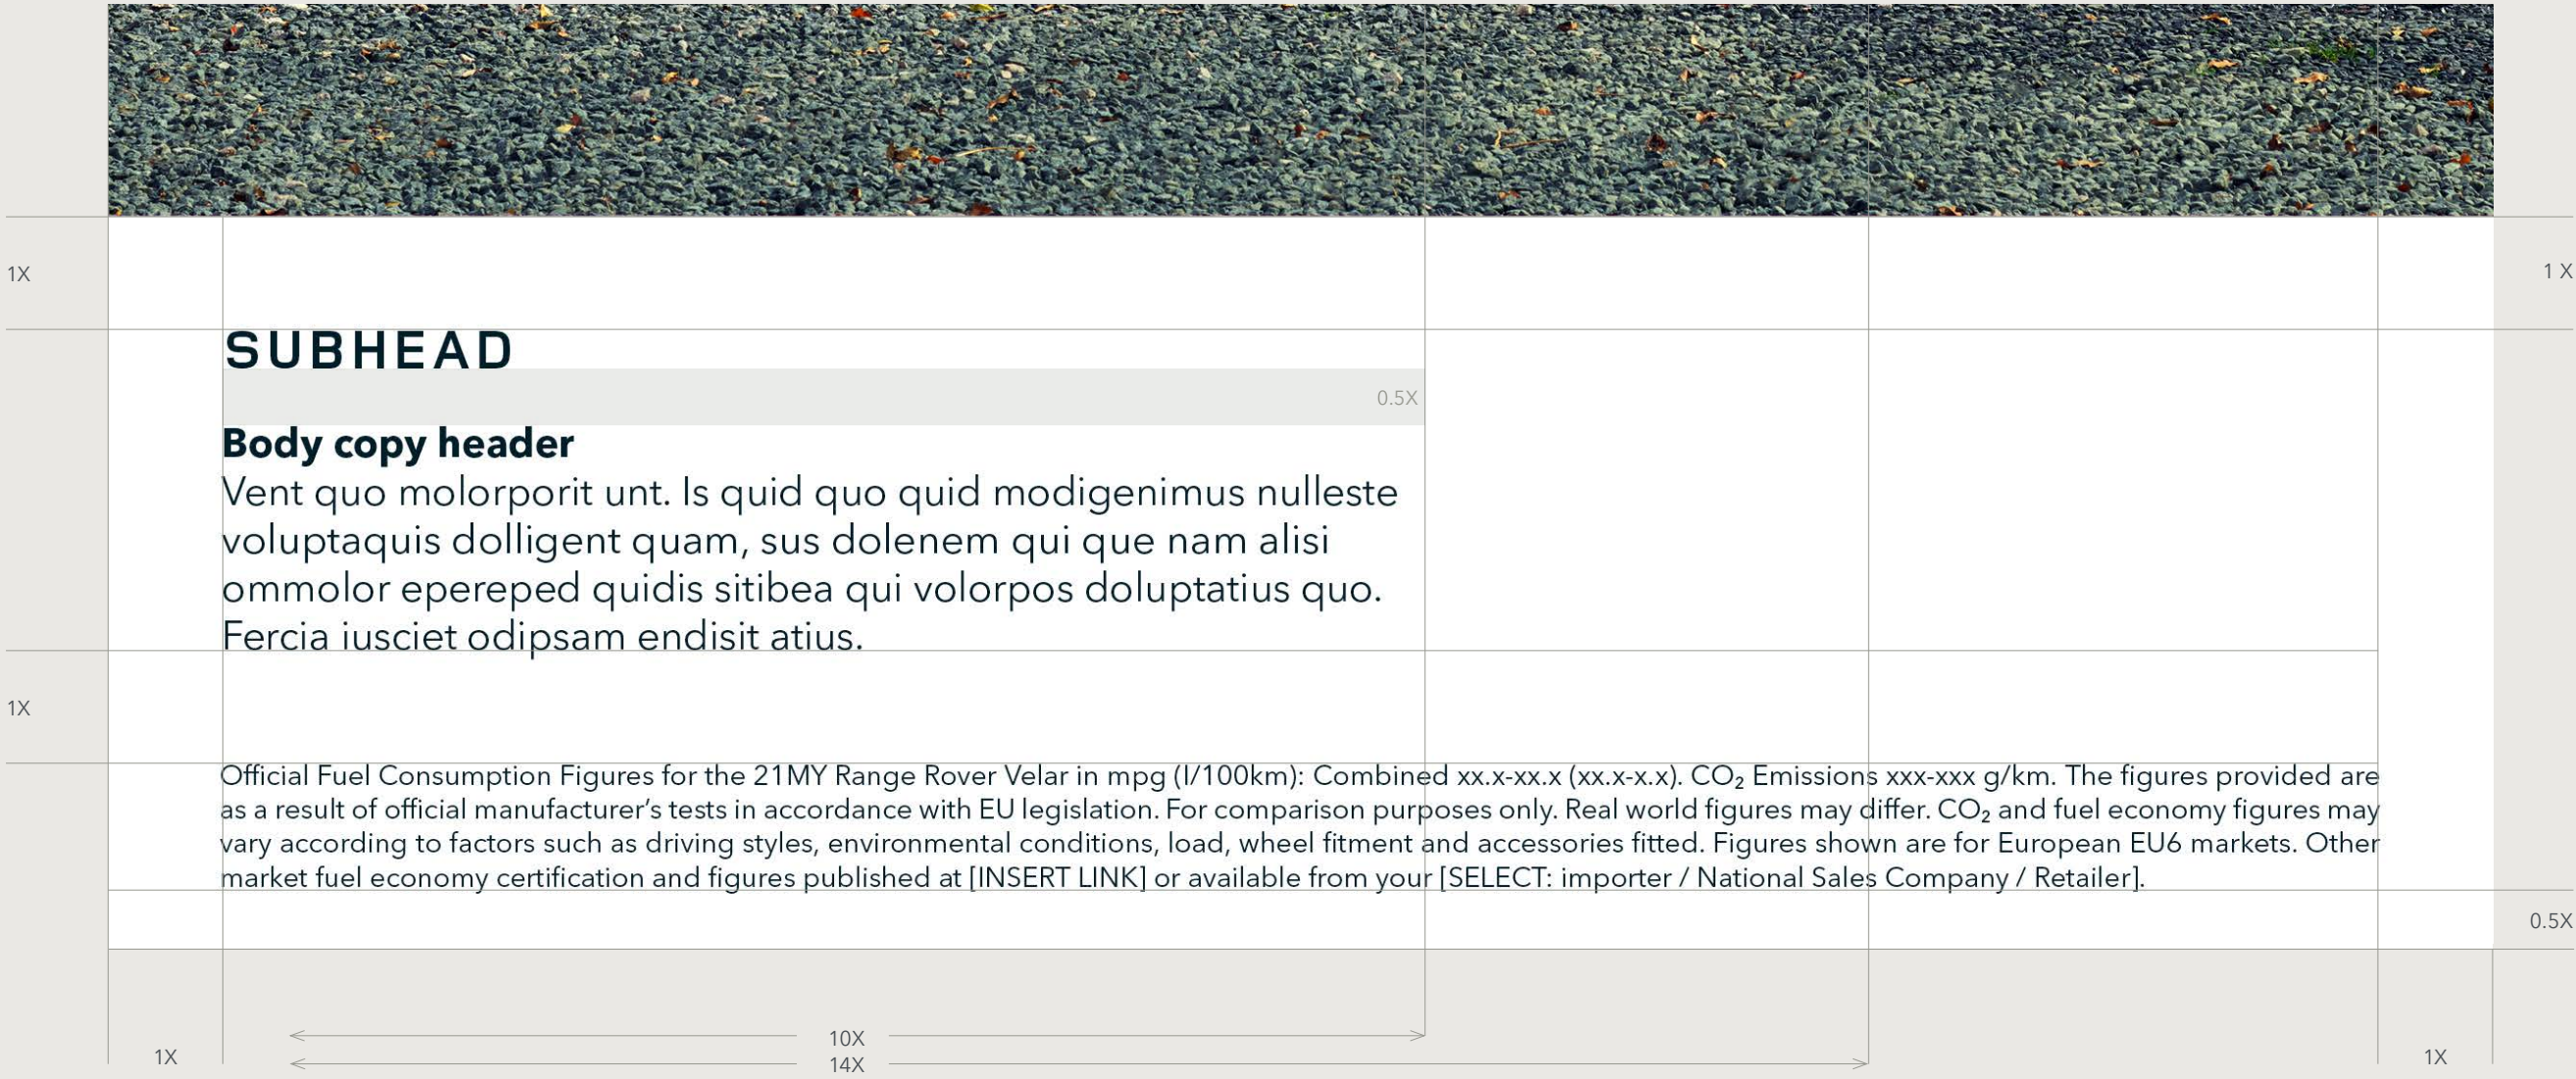 1X
1 X
SUBHEAD
0.5X
Body copy header
Vent quo molorporit unt. Is quid quo quid modigenimus nulleste
voluptaquis dolligent quam, sus dolenem qui que nam alisi
ommolor epereped quidis sitibea qui volorpos doluptatius quo.
Fercia iusciet odipsam endisit atius.
1X
Official Fuel Consumption Figures for the 21MY Range Rover Velar in mpg (l/100km): Combined xx.x-xx.x (xx.x-x.x). CO₂ Emissions xxx-xxx g/km. The figures provided are
as a result of official manufacturer’s tests in accordance with EU legislation. For comparison purposes only. Real world figures may differ. CO₂ and fuel economy figures may
vary according to factors such as driving styles, environmental conditions, load, wheel fitment and accessories fitted. Figures shown are for European EU6 markets. Other
market fuel economy certification and figures published at [INSERT LINK] or available from your [SELECT: importer / National Sales Company / Retailer].
0.5X
10X
1X
14X
1X